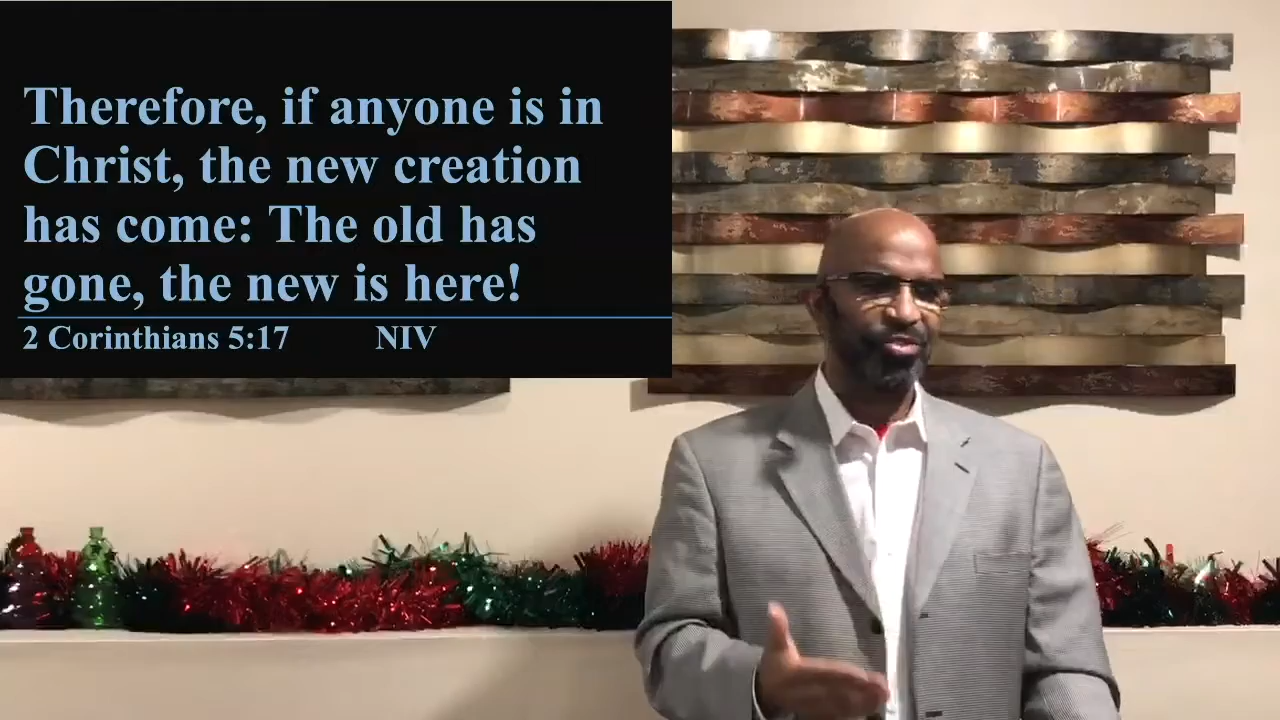 Therefore, if anyone is in
Christ, the new creation
has come: The old has
gone, the new is here!
2 Corinthians 5:17 NIV